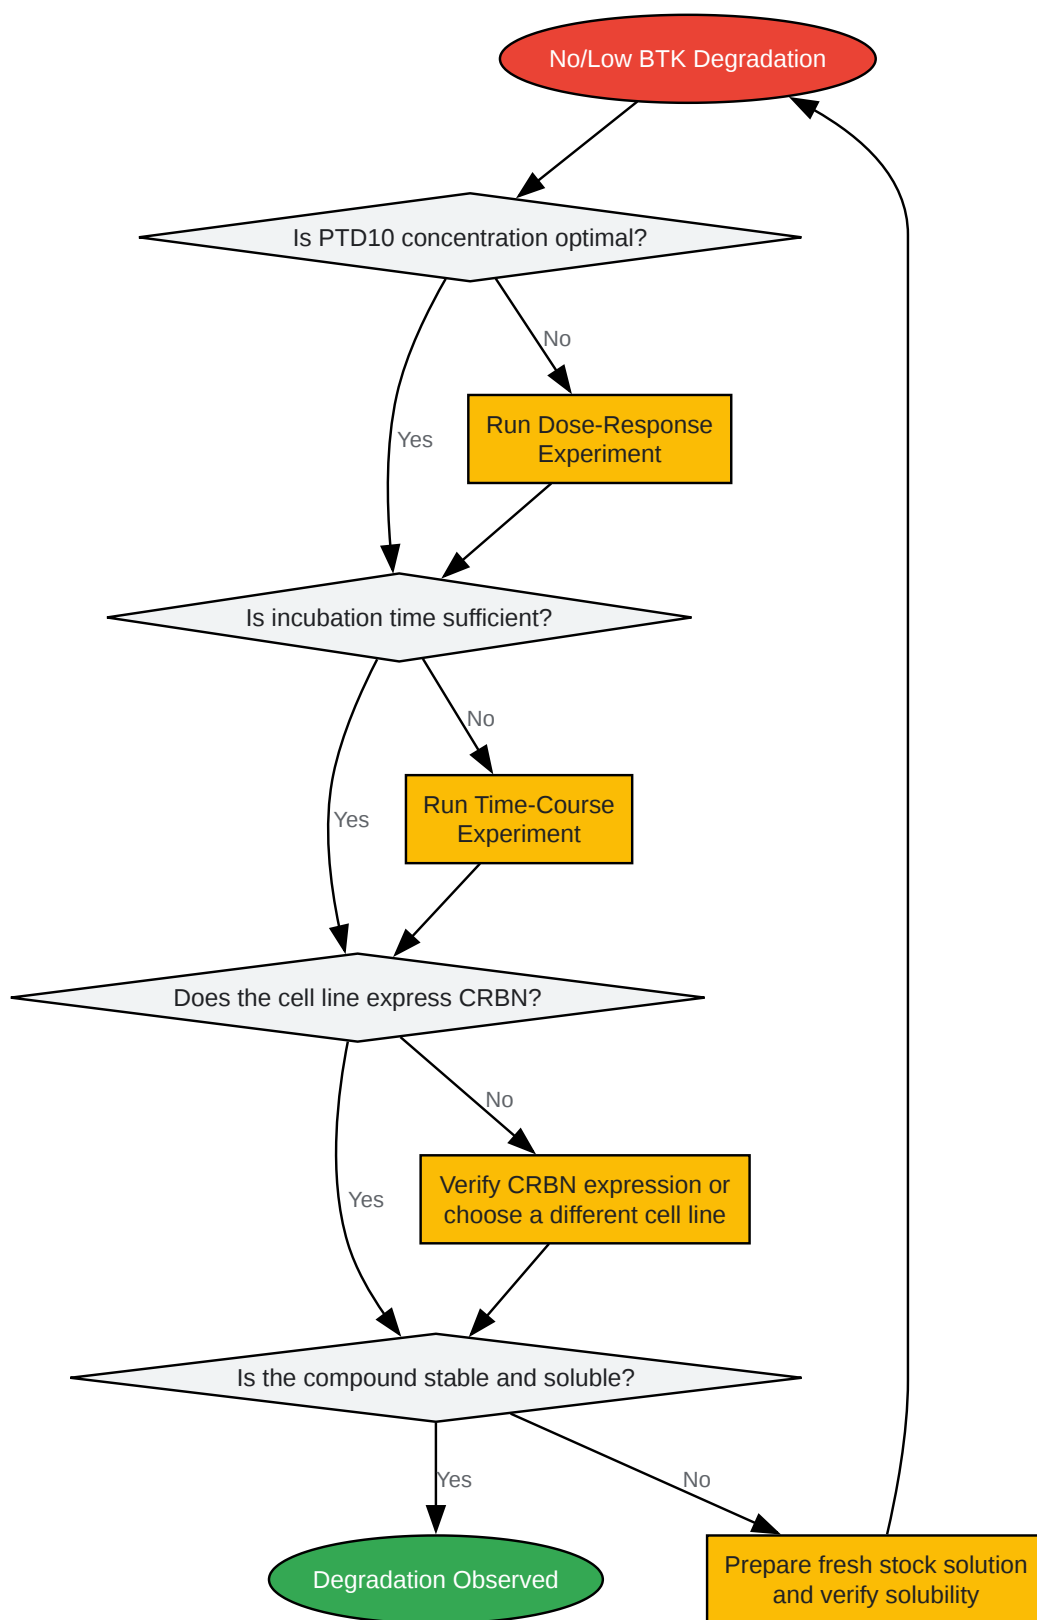 No/Low BTK Degradation
Is PTD10 concentration optimal?
No
Yes
Run Dose-Response
Experiment
Is incubation time sufficient?
No
Yes
Run Time-Course
Experiment
Does the cell line express CRBN?
No
Yes
Verify CRBN expression or
choose a different cell line
Is the compound stable and soluble?
Yes
No
Degradation Observed
Prepare fresh stock solution
and verify solubility